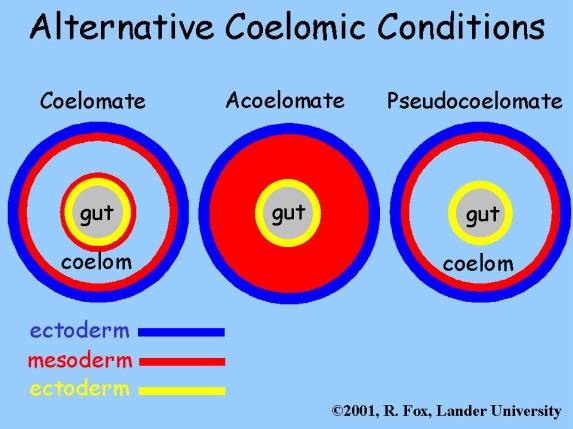 Alternative Coelomic Conditions
Coelomate Acoelomate Pseudocoelomate
gut gut gut
coelom coelom
ectoderm
mesoderm
ectoderm
©2001, R. Fox, Lander University